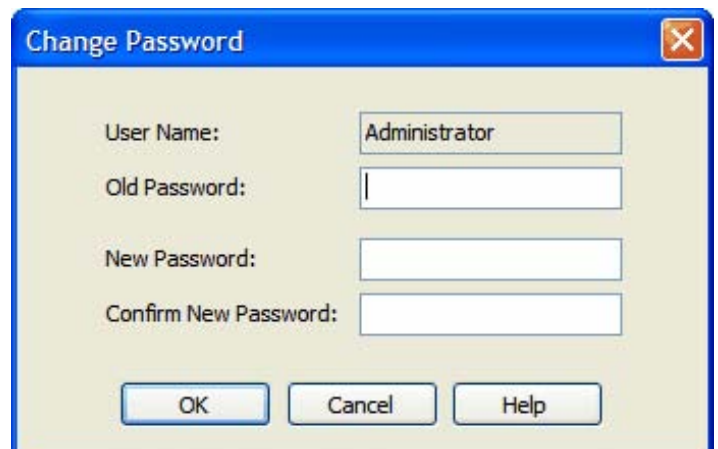 Change Password
User Name: Administrator
Old Password:
New Password:
Confirm New Password:
OK Cancel Help